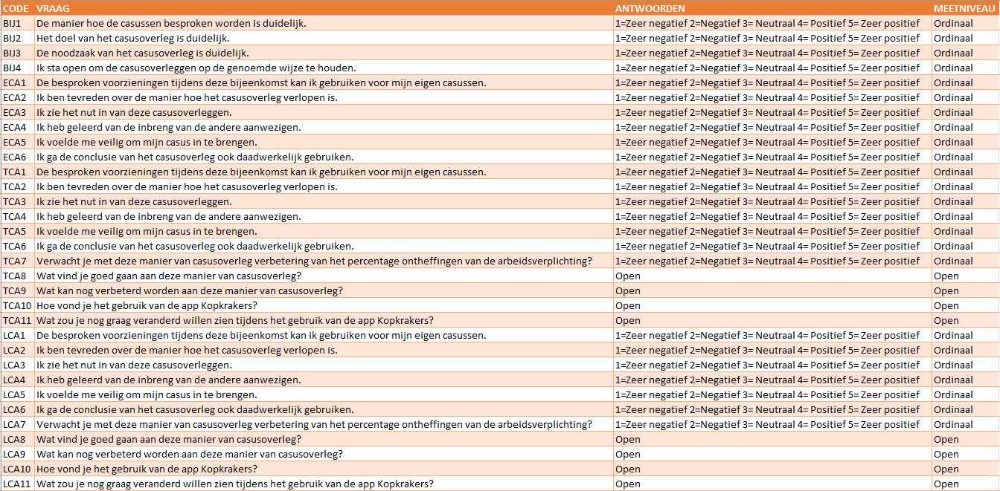 CODE VRAAG ANTWOORDEN MEETNIVEAU
BIJ1 De manier hoe de casussen besproken worden is duidelijk. 1=Zeer negatief 2=Negatief 3= Neutraal 4= Positief 5= Zeer positief Ordinaal
BIJ2 Het doel van het casusoverleg is duidelijk. 1=Zeer negatief 2=Negatief 3= Neutraal 4= Positief 5= Zeer positief Ordinaal
BIJ3 De noodzaak van het casusoverleg is duidelijk. 1=Zeer negatief 2=Negatief 3= Neutraal 4= Positief 5= Zeer positief Ordinaal
BIJ4 Ik sta open om de casusoverleggen op de genoemde wijze te houden. 1=Zeer negatief 2=Negatief 3= Neutraal 4= Positief 5= Zeer positief Ordinaal
ECA1 De besproken voorzieningen tijdens deze bijeenkomst kan ik gebruiken voor mijn eigen casussen. 1=Zeer negatief 2=Negatief 3= Neutraal 4= Positief 5= Zeer positief Ordinaal
ECA2 Ik ben tevreden over de manier hoe het casusoverleg verlopen is. 1=Zeer negatief 2=Negatief 3= Neutraal 4= Positief 5= Zeer positief Ordinaal
ECA3 Ik zie het nut in van deze casusoverleggen. 1=Zeer negatief 2=Negatief 3= Neutraal 4= Positief 5= Zeer positief Ordinaal
ECA4 Ik heb geleerd van de inbreng van de andere aanwezigen. 1=Zeer negatief 2=Negatief 3= Neutraal 4= Positief 5= Zeer positief Ordinaal
ECA5 Ik voelde me veilig om mijn casus in te brengen. 1=Zeer negatief 2=Negatief 3= Neutraal 4= Positief 5= Zeer positief Ordinaal
ECA6 Ik ga de conclusie van het casusoverleg ook daadwerkelijk gebruiken. 1=Zeer negatief 2=Negatief 3= Neutraal 4= Positief 5= Zeer positief Ordinaal
TCA1 De besproken voorzieningen tijdens deze bijeenkomst kan ik gebruiken voor mijn eigen casussen. 1=Zeer negatief 2=Negatief 3= Neutraal 4= Positief 5= Zeer positief Ordinaal
TCA2 Ik ben tevreden over de manier hoe het casusoverleg verlopen is. 1=Zeer negatief 2=Negatief 3= Neutraal 4= Positief 5= Zeer positief Ordinaal
TCA3 Ik zie het nut in van deze casusoverleggen. 1=Zeer negatief 2=Negatief 3= Neutraal 4= Positief 5= Zeer positief Ordinaal
TCA4 Ik heb geleerd van de inbreng van de andere aanwezigen. 1=Zeer negatief 2=Negatief 3= Neutraal 4= Positief 5= Zeer positief Ordinaal
TCA5 Ik voelde me veilig om mijn casus in te brengen. 1=Zeer negatief 2=Negatief 3= Neutraal 4= Positief 5= Zeer positief Ordinaal
TCA6 Ik ga de conclusie van het casusoverleg ook daadwerkelijk gebruiken. 1=Zeer negatief 2=Negatief 3= Neutraal 4= Positief 5= Zeer positief Ordinaal
TCA7 Verwacht je met deze manier van casusoverleg verbetering van het percentage ontheffingen van de arbeidsverplichting? 1=Zeer negatief 2=Negatief 3= Neutraal 4= Positief 5= Zeer positief Ordinaal
TCA8 Wat vind je goed gaan aan deze manier van casusoverleg? Open Open
TCA9 Wat kan nog verbeterd worden aan deze manier van casusoverleg? Open Open
TCA10 Hoe vond je het gebruik van de app Kopkrakers? Open Open
TCA11 Wat zou je nog graag veranderd willen zien tijdens het gebruik van de app Kopkrakers? Open Open
LCA1 De besproken voorzieningen tijdens deze bijeenkomst kan ik gebruiken voor mijn eigen casussen. 1=Zeer negatief 2=Negatief 3= Neutraal 4= Positief 5= Zeer positief Ordinaal
LCA2 Ik ben tevreden over de manier hoe het casusoverleg verlopen is. 1=Zeer negatief 2=Negatief 3= Neutraal 4= Positief 5= Zeer positief Ordinaal
LCA3 Ik zie het nut in van deze casusoverleggen. 1=Zeer negatief 2=Negatief 3= Neutraal 4= Positief 5= Zeer positief Ordinaal
LCA4 Ik heb geleerd van de inbreng van de andere aanwezigen. 1=Zeer negatief 2=Negatief 3= Neutraal 4= Positief 5= Zeer positief Ordinaal
LCA5 Ik voelde me veilig om mijn casus in te brengen. 1=Zeer negatief 2=Negatief 3= Neutraal 4= Positief 5= Zeer positief Ordinaal
LCA6 Ik ga de conclusie van het casusoverleg ook daadwerkelijk gebruiken. 1=Zeer negatief 2=Negatief 3= Neutraal 4= Positief 5= Zeer positief Ordinaal
LCA7 Verwacht je met deze manier van casusoverleg verbetering van het percentage ontheffingen van de arbeidsverplichting? 1=Zeer negatief 2=Negatief 3= Neutraal 4= Positief 5= Zeer positief Ordinaal
LCA8 Wat vind je goed gaan aan deze manier van casusoverleg? Open Open
LCA9 Wat kan nog verbeterd worden aan deze manier van casusoverleg? Open Open
LCA10 Hoe vond je het gebruik van de app Kopkrakers? Open Open
LCA11 Wat zou je nog graag veranderd willen zien tijdens het gebruik van de app Kopkrakers? Open Open